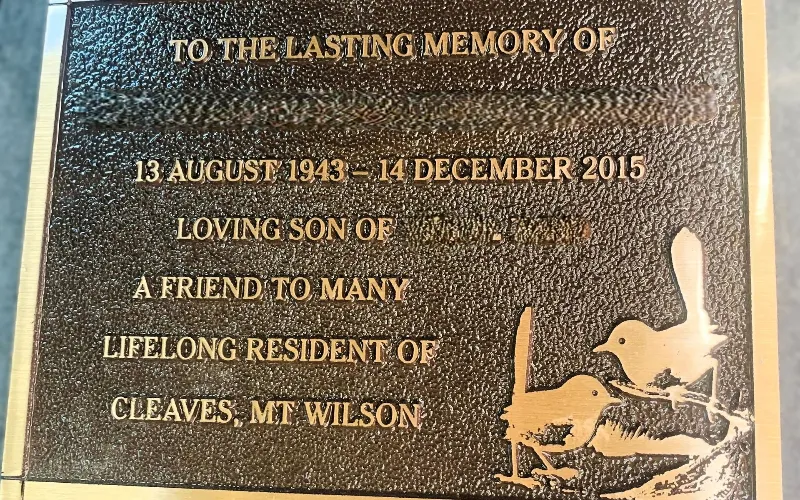 TO THE LASTING MEMORY OF
13 AUGUST 1943 – 14 DECEMBER 2015
LOVING SON OF
A FRIEND TO MANY
LIFELONG RESIDENT OF
CLEAVES, MT WILSON